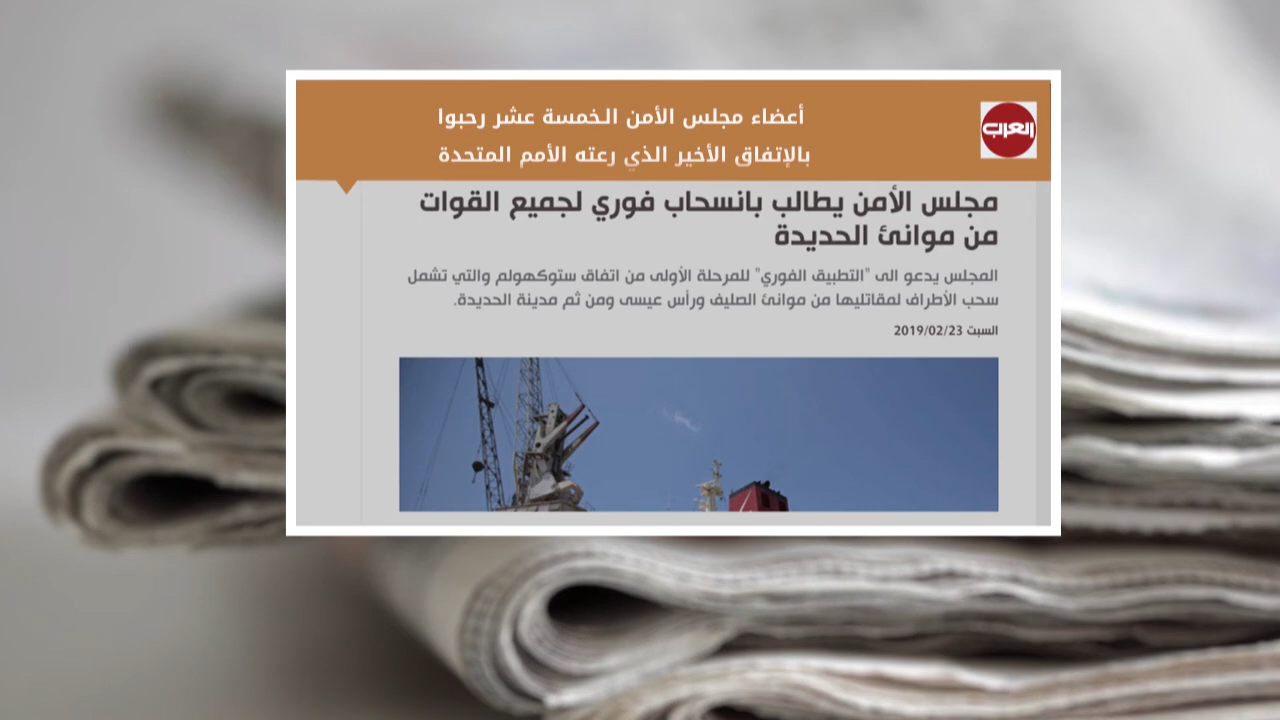 العرب
أعضاء مجلس الأمن الخمسة عشر رحبوا
بالإتفاق الأخير الذي رعته الأمم المتحدة
مجلس الأمن يطالب بانسحاب فوري لجميع القوات
من موانئ الحديدة
المجلس يدعو الى "التطبيق الفوري" للمرحلة الأولى من اتفاق ستوكهولم والتي تشمل
سحب الأطراف لمقاتليها من موانئ الصليف ورأس عيسى ومن ثم مدينة الحديدة.
السبت 2019/02/23